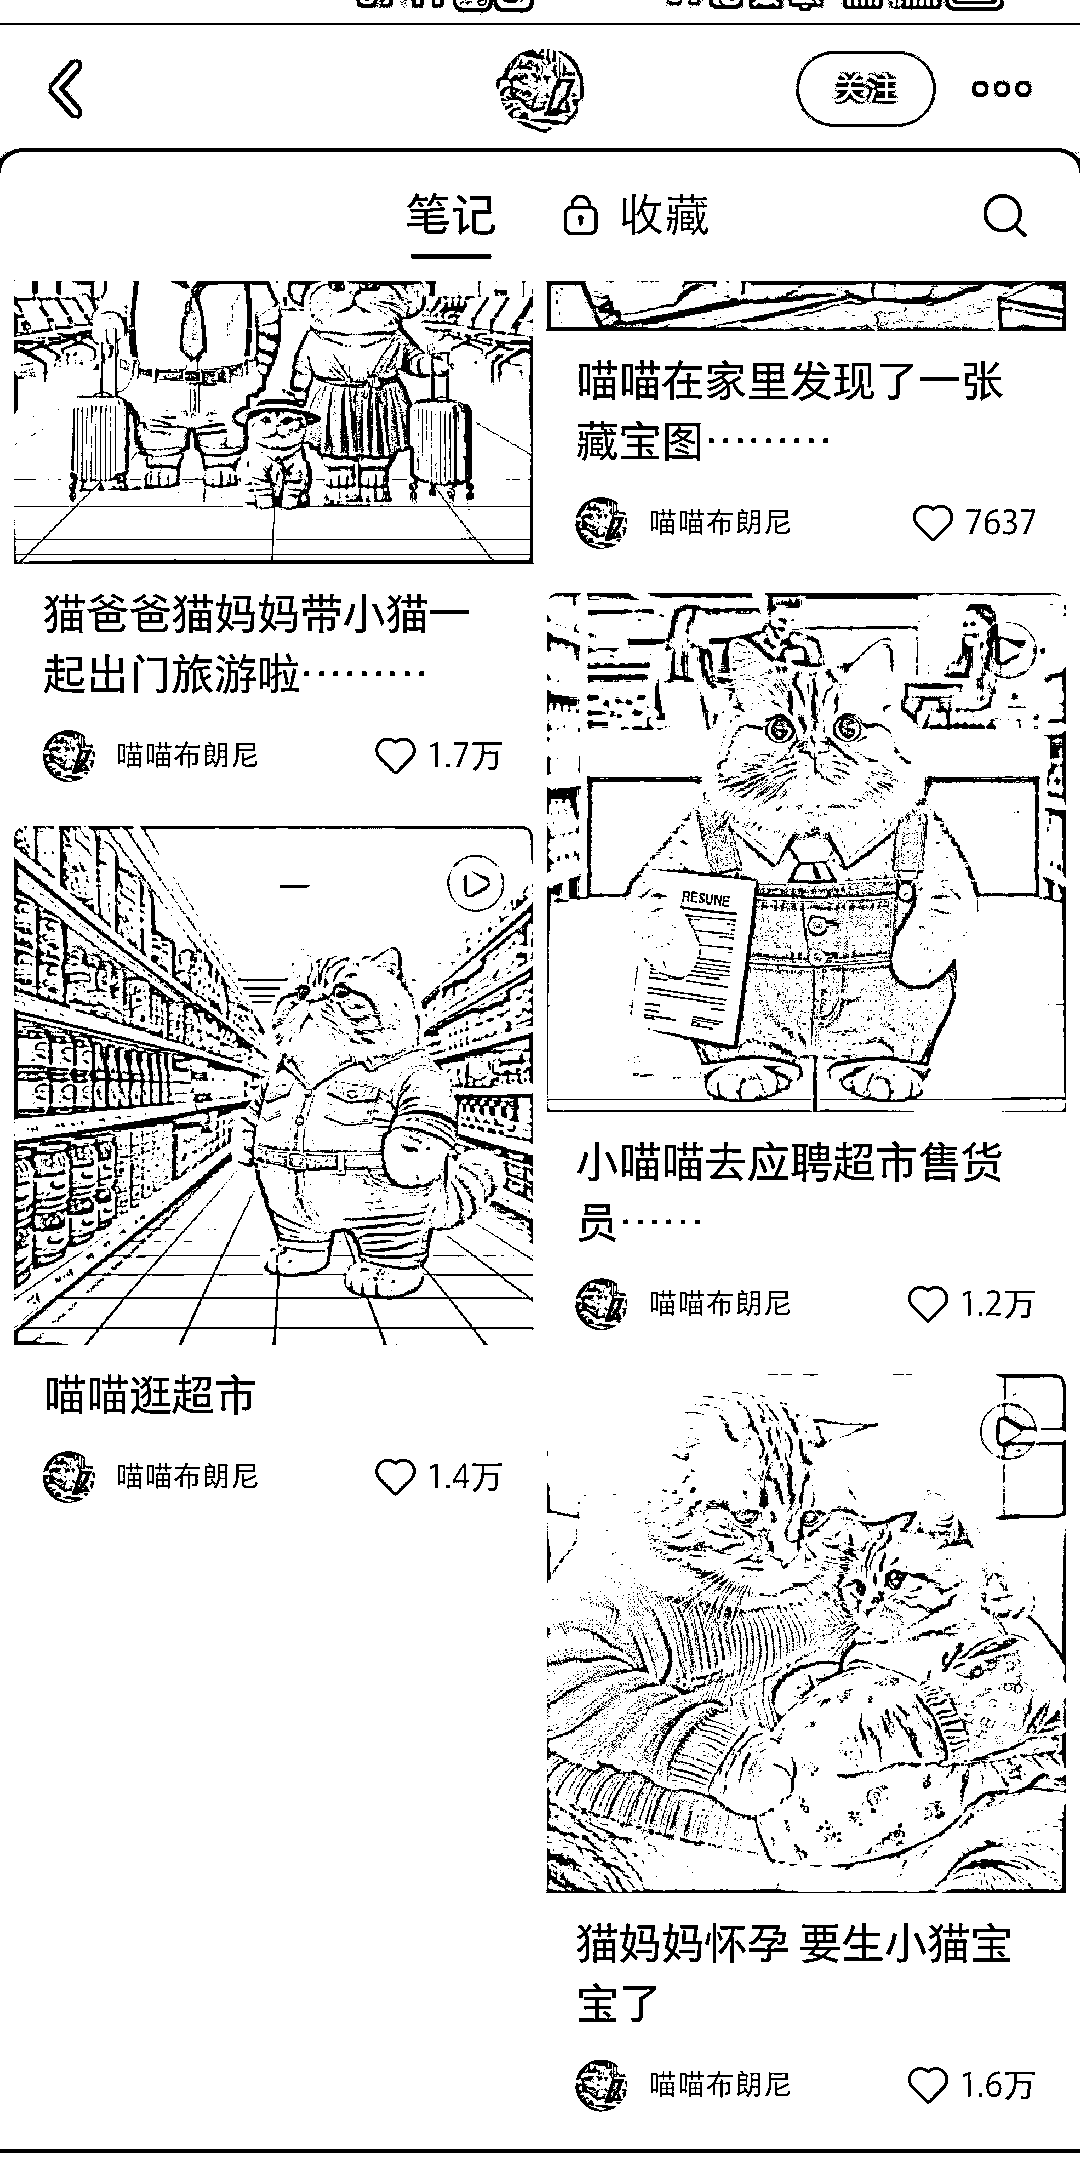 关注
笔记
收藏
喵喵在家里发现了一张
藏宝图·········
喵喵布朗尼
7637
猫爸爸猫妈妈带小猫一
起出门旅游啦·········
喵喵布朗尼
1.7万
RESUNE
小喵喵去应聘超市售货
员······
喵喵布朗尼
1.2万
喵喵逛超市
喵喵布朗尼
1.4万
猫妈妈怀孕 要生小猫宝
宝了
喵喵布朗尼
1.6万